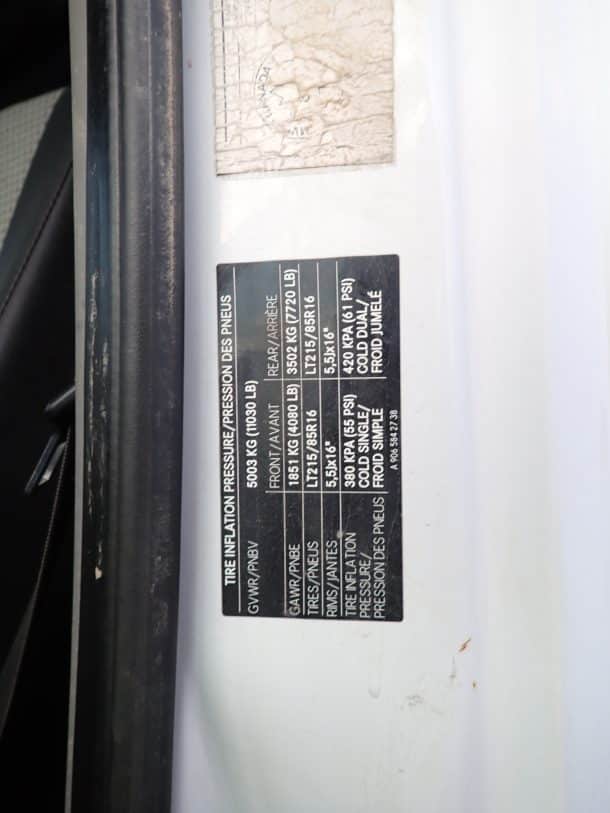 TIRE INFLATION PRESSURE/PRESSION DES PNEUS
GVWR/PNBV 5003 KG (11030 LB)
FRONT/AVANT REAR/ARRIÈRE
GAWR/PNBE 1851 KG (4080 LB) 3502 KG (7720 LB)
TIRES/PNEUS LT215/85R16 LT215/85R16
RIMS/JANTES 5,5Jx16" 5,5Jx16"
TIRE INFLATION 380 KPA (55 PSI) 420 KPA (61 PSI)
PRESSURE/ COLD SINGLE/ COLD DUAL/
PRESSION DES PNEUS FROID SIMPLE FROID JUMELÉ
A 906 584 27 38